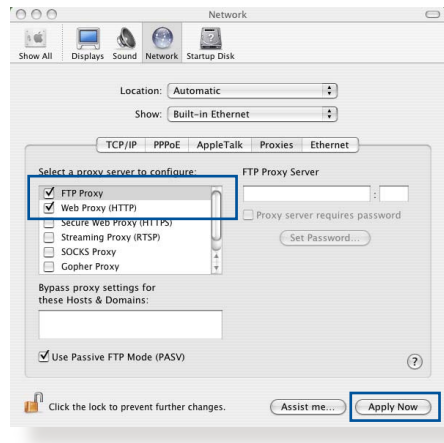 Network
Show All Displays Sound Network Startup Disk
Location: Automatic
Show: Built-in Ethernet
TCP/IP PPPoE AppleTalk Proxies Ethernet
Select a proxy server to configure:
FTP Proxy Server
FTP Proxy
Web Proxy (HTTP)
:
Secure Web Proxy (HTTPS)
Proxy server requires password
Streaming Proxy (RTSP)
Set Password...
SOCKS Proxy
Gopher Proxy
Bypass proxy settings for
these Hosts & Domains:
Use Passive FTP Mode (PASV)
?
Click the lock to prevent further changes.
Assist me... Apply Now